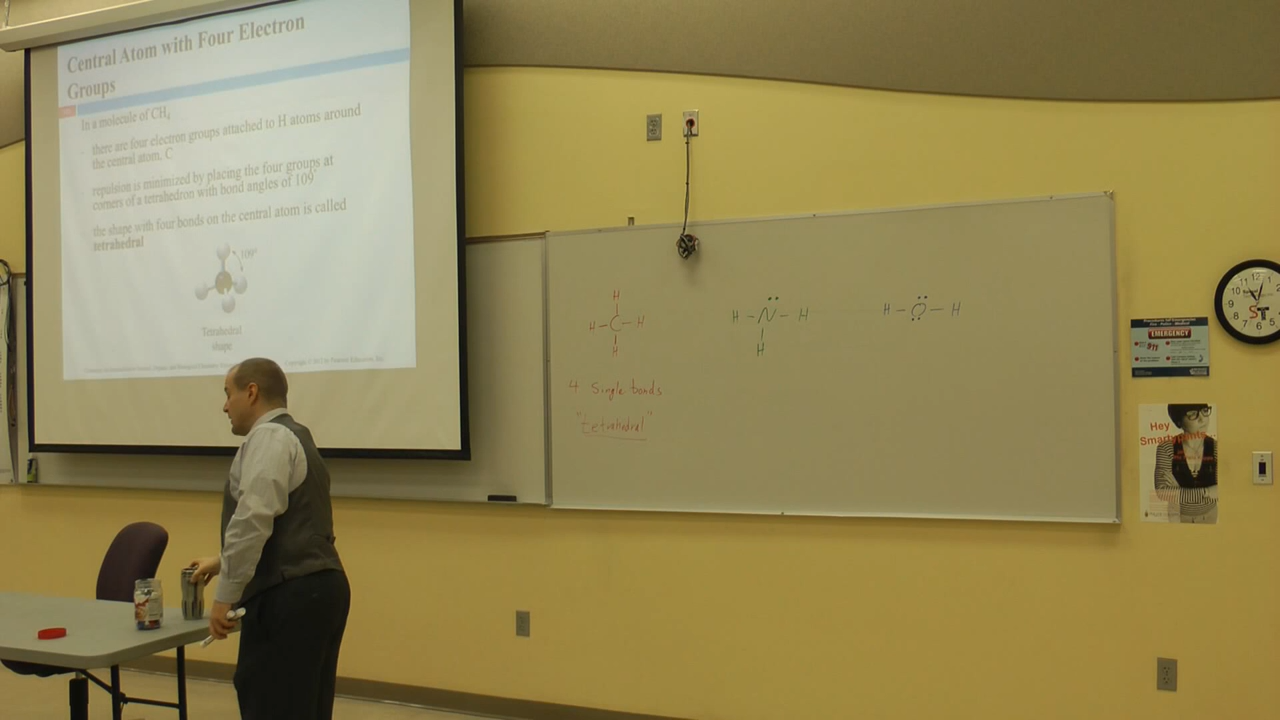 Central Atom with Four Electron
Groups
In a molecule of CH₄
there are four electron groups attached to H atoms around
the central atom, C
repulsion is minimized by placing the four groups at
corners of a tetrahedron with bond angles of 109°
the shape with four bonds on the central atom is called
tetrahedral
109°
Tetrahedral
shape
H
H – C – H
H
4 Single bonds
"tetrahedral"
H – N – H
H
H – O – H
EMERGENCY
911
Hey
ST